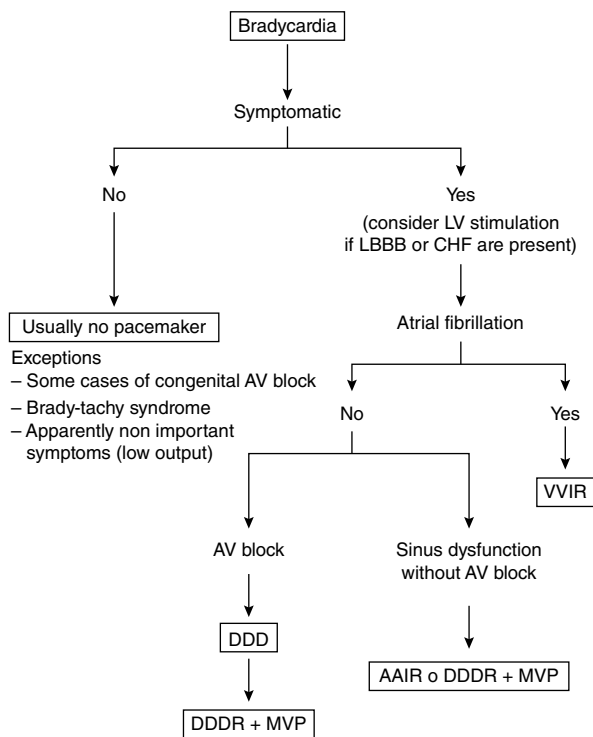 Bradycardia
Symptomatic
No
Yes
(consider LV stimulation
if LBBB or CHF are present)
Usually no pacemaker
Exceptions
– Some cases of congenital AV block
– Brady-tachy syndrome
– Apparently non important
symptoms (low output)
Atrial fibrillation
No
Yes
VVIR
AV block
Sinus dysfunction
without AV block
DDD
AAIR o DDDR + MVP
DDDR + MVP